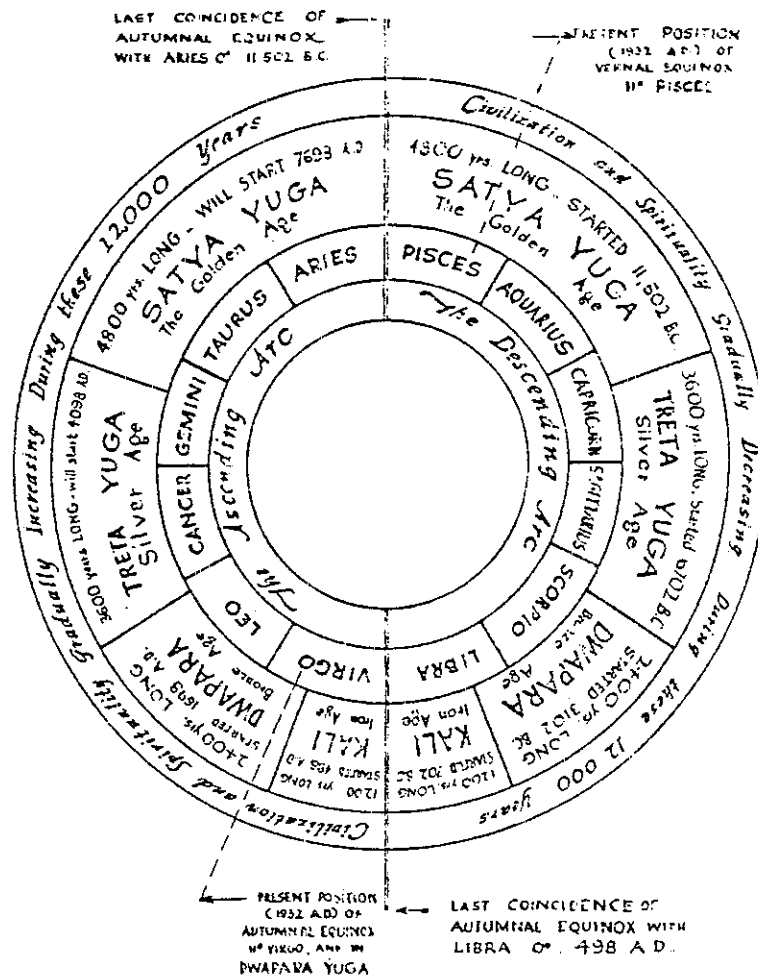 LAST COINCIDENCE OF
AUTUMNAL EQUINOX
WITH ARIES 0° 11,502 B.C.
PRESENT POSITION
(1932 A.D.) OF
VERNAL EQUINOX
11° PISCES
Civilization and Spirituality Gradually Decreasing During these 12,000 Years
Civilization and Spirituality Gradually Increasing During these 12,000 Years
4800 yrs. LONG - STARTED 11,502 B.C.
SATYA YUGA
The Golden Age
3600 yrs. LONG, Started 6702 B.C
TRETA YUGA
Silver Age
2400 yrs. LONG
STARTED 3102 B.C
DWAPARA
Bronze Age
1200 yrs. LONG
STARTED 702 B.C
KALI
Iron Age
1200 yrs LONG
STARTED 498 A.D
KALI
Iron Age
2400 yrs. LONG
STARTED 1698 A.D.
DWAPARA
Bronze Age
3600 years LONG - will start 4098 A.D.
TRETA YUGA
Silver Age
4800 yrs. LONG - WILL START 7698 A.D
SATYA YUGA
The Golden Age
PISCES
AQUARIUS
CAPRICORN
SAGITTARIUS
SCORPIO
LIBRA
VIRGO
LEO
CANCER
GEMINI
TAURUS
ARIES
The Descending Arc
The Ascending Arc
PRESENT POSITION
(1932 A.D.) OF
AUTUMNAL EQUINOX
11° VIRGO, AND IN
DWAPARA YUGA
LAST COINCIDENCE OF
AUTUMNAL EQUINOX WITH
LIBRA 0°, 498 A.D.